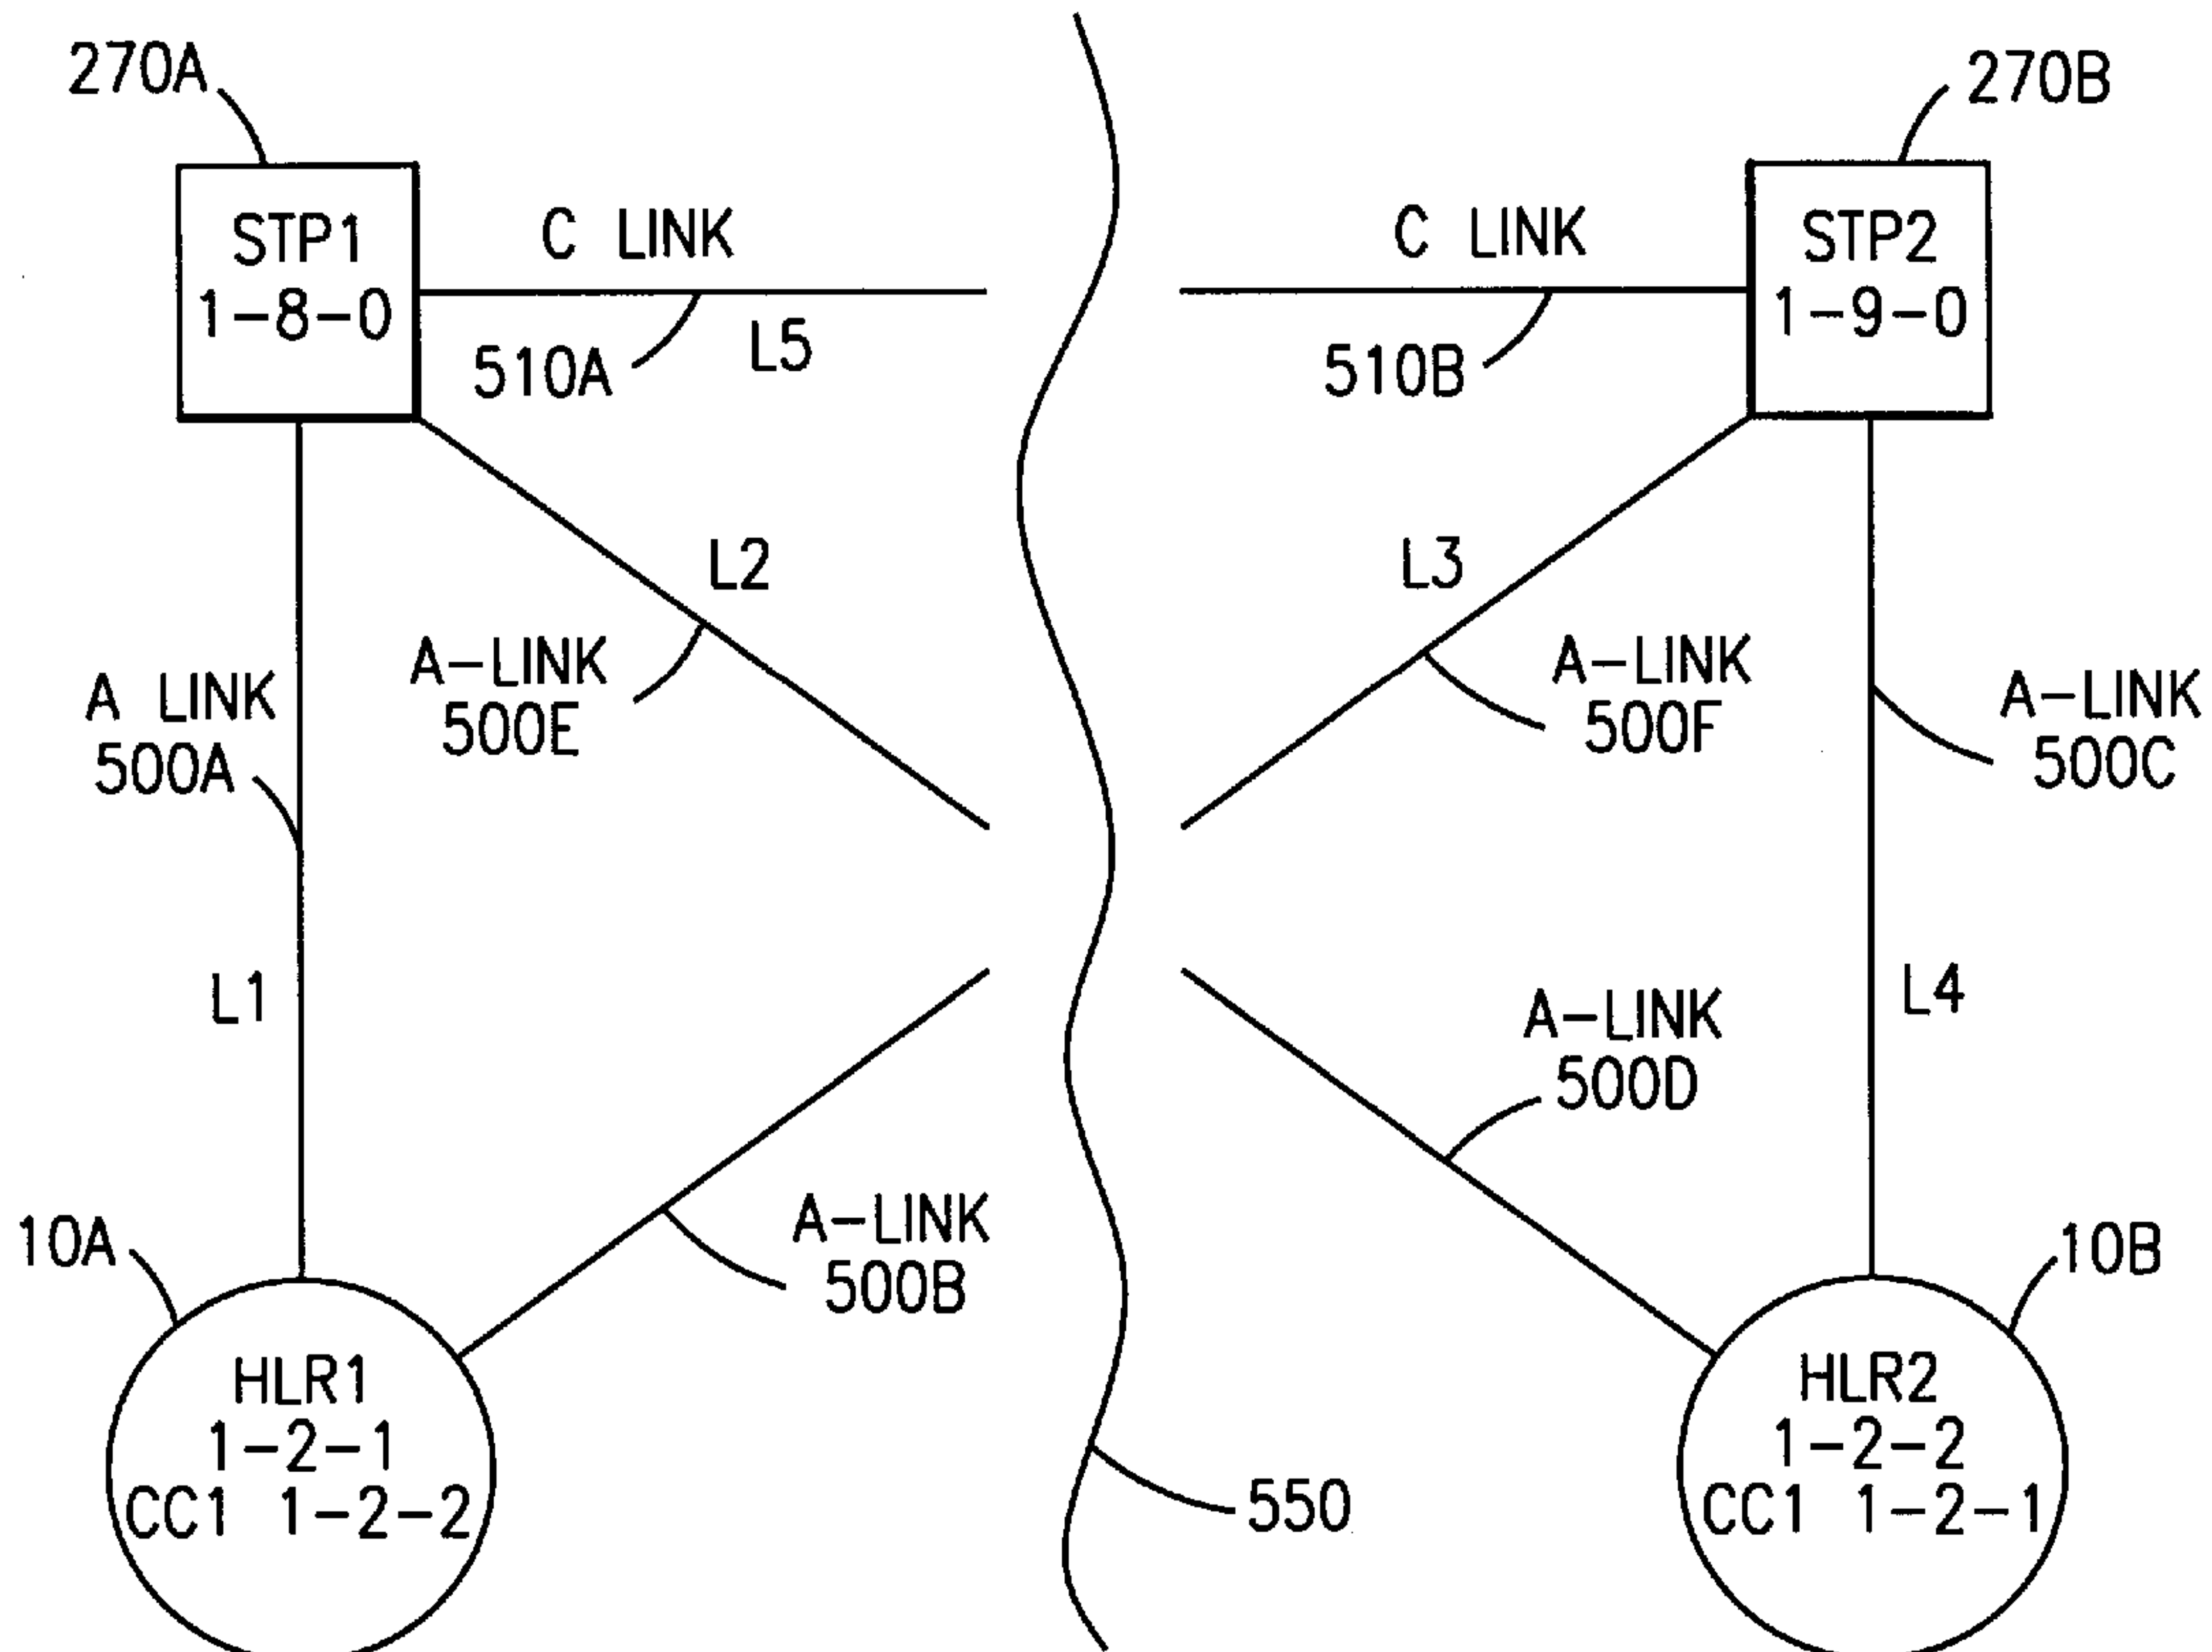 270A
270B
STP1
1-8-0
C LINK
L5
510A
C LINK
510B
STP2
1-9-0
L2
L3
A LINK
500A
A-LINK
500E
A-LINK
500F
A-LINK
500C
L1
L4
A-LINK
500D
A-LINK
500B
10A
10B
HLR1
1-2-1
CC1 1-2-2
550
HLR2
1-2-2
CC1 1-2-1